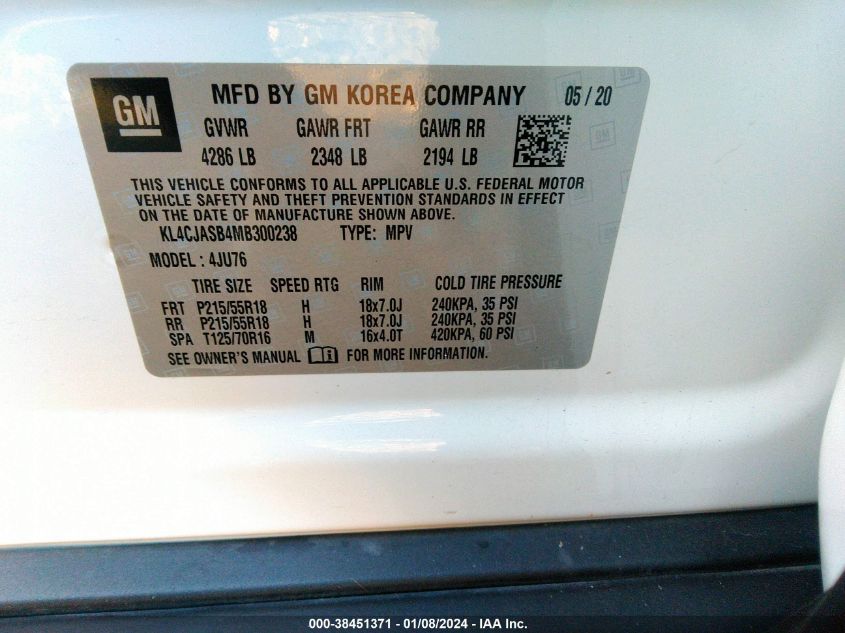 GM MFD BY GM KOREA COMPANY 05/20
GVWR GAWR FRT GAWR RR
4286 LB 2348 LB 2194 LB
THIS VEHICLE CONFORMS TO ALL APPLICABLE U.S. FEDERAL MOTOR
VEHICLE SAFETY AND THEFT PREVENTION STANDARDS IN EFFECT
ON THE DATE OF MANUFACTURE SHOWN ABOVE.
KL4CJASB4MB300238 TYPE: MPV
MODEL: 4JU76
TIRE SIZE SPEED RTG RIM COLD TIRE PRESSURE
FRT P215/55R18 H 18x7.0J 240KPA, 35 PSI
RR P215/55R18 H 18x7.0J 240KPA, 35 PSI
SPA T125/70R16 M 16x4.0T 420KPA, 60 PSI
SEE OWNER'S MANUAL FOR MORE INFORMATION.
000-38451371 - 01/08/2024 - IAA Inc.